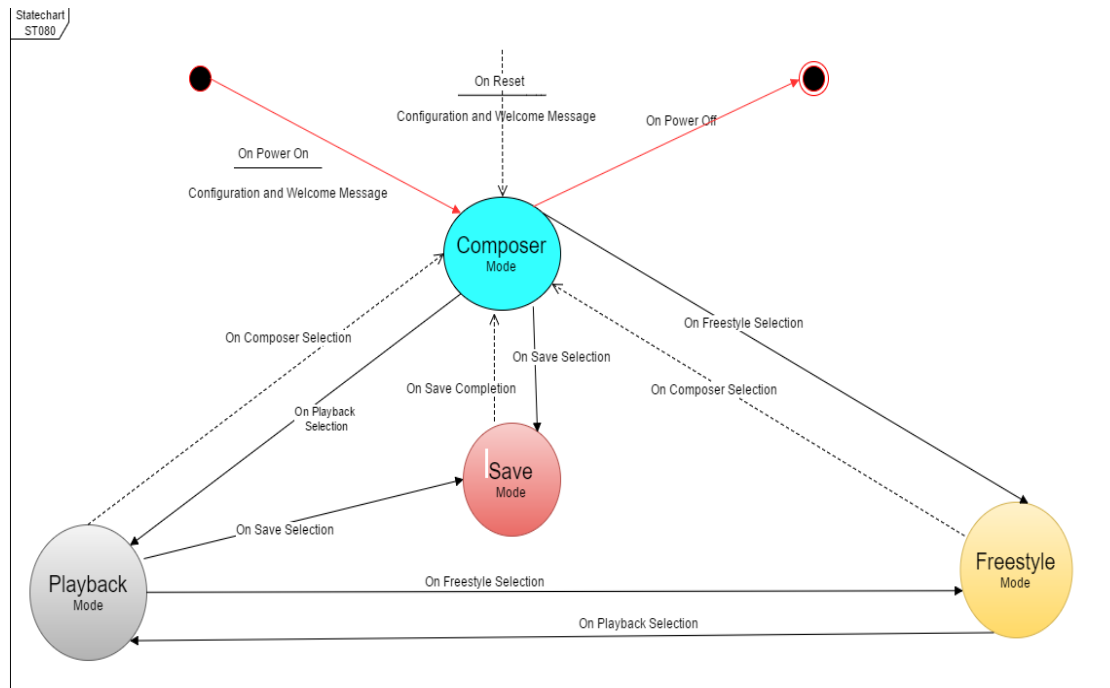 Statechart
ST080
On Reset
Configuration and Welcome Message
On Power Off
On Power On
Configuration and Welcome Message
Composer
Mode
On Freestyle Selection
On Composer Selection
On Save Selection
On Save Completion
On Composer Selection
On Playback
Selection
Save
Mode
On Save Selection
Freestyle
Mode
Playback
Mode
On Freestyle Selection
On Playback Selection